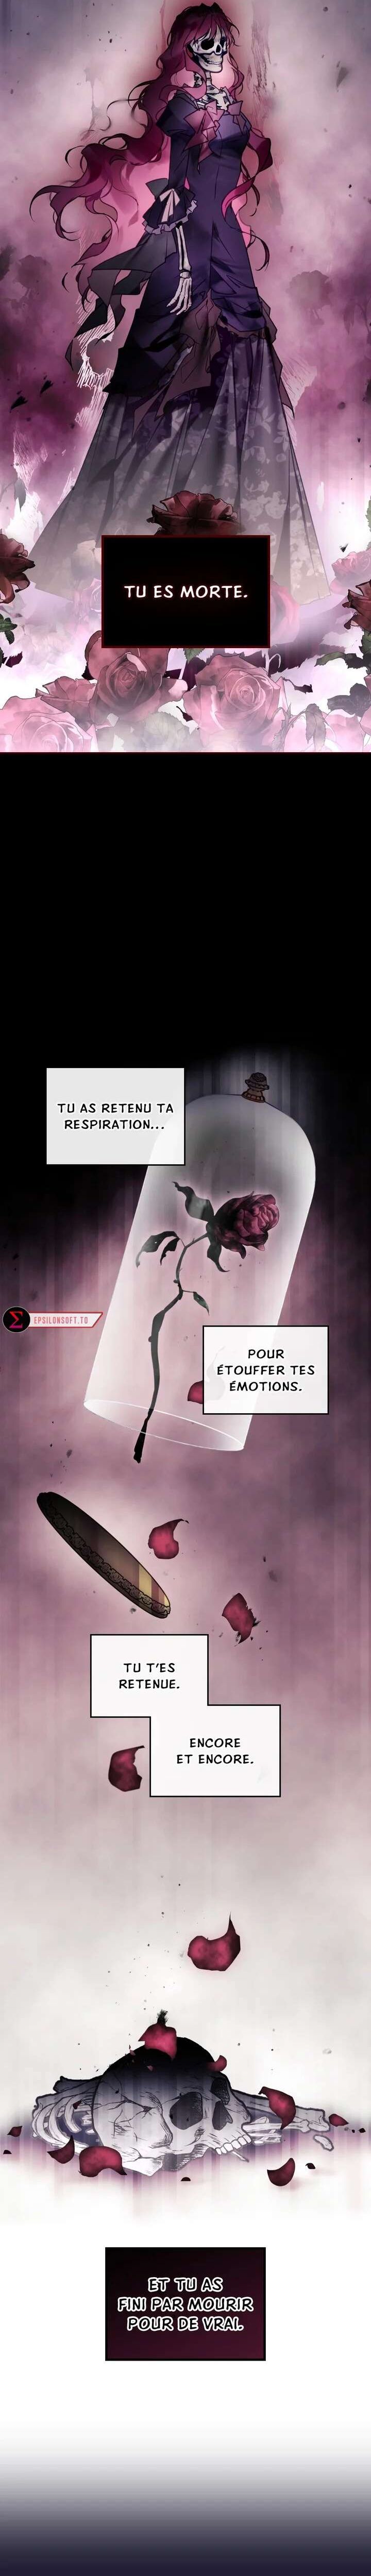 TU ES MORTE.
TU AS RETENU TA
RESPIRATION...
EPSILONSOFT.TO
POUR
ÉTOUFFER TES
ÉMOTIONS.
TU T'ES
RETENUE.
ENCORE
ET ENCORE.
ET TU AS
FINI PAR MOURIR
POUR DE VRAI.